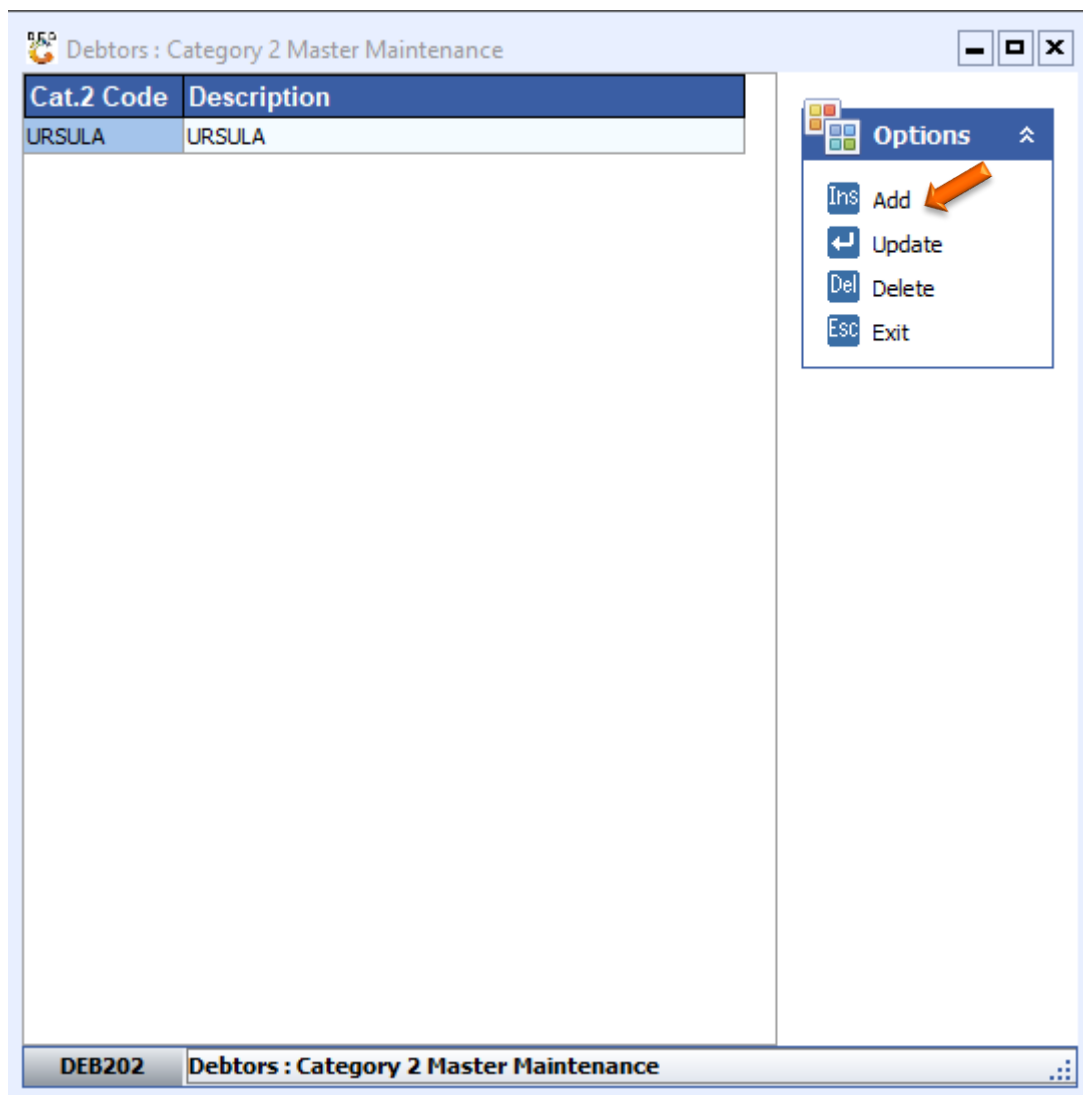 Debtors : Category 2 Master Maintenance
Cat.2 Code Description
URSULA URSULA
Options
Ins Add
Update
Del Delete
Esc Exit
DEB202 Debtors : Category 2 Master Maintenance